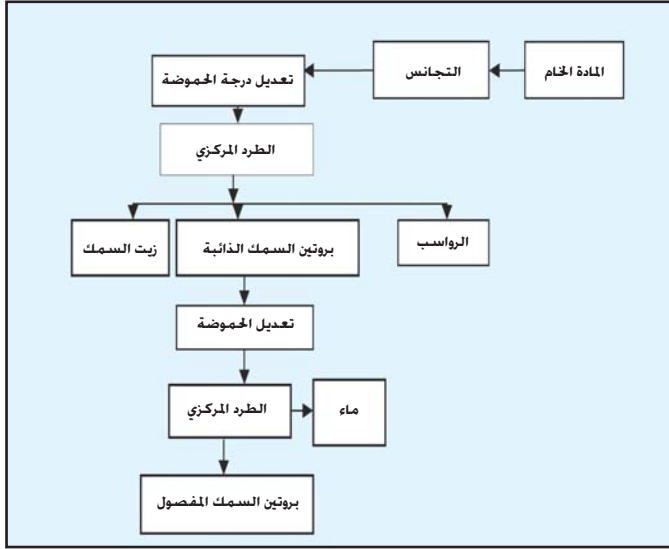 المادة الخام
التجانس
تعديل درجة الحموضة
الطرد المركزي
الرواسب
بروتين السمك الذائبة
زيت السمك
تعديل الحموضة
الطرد المركزي
ماء
بروتين السمك المفصول